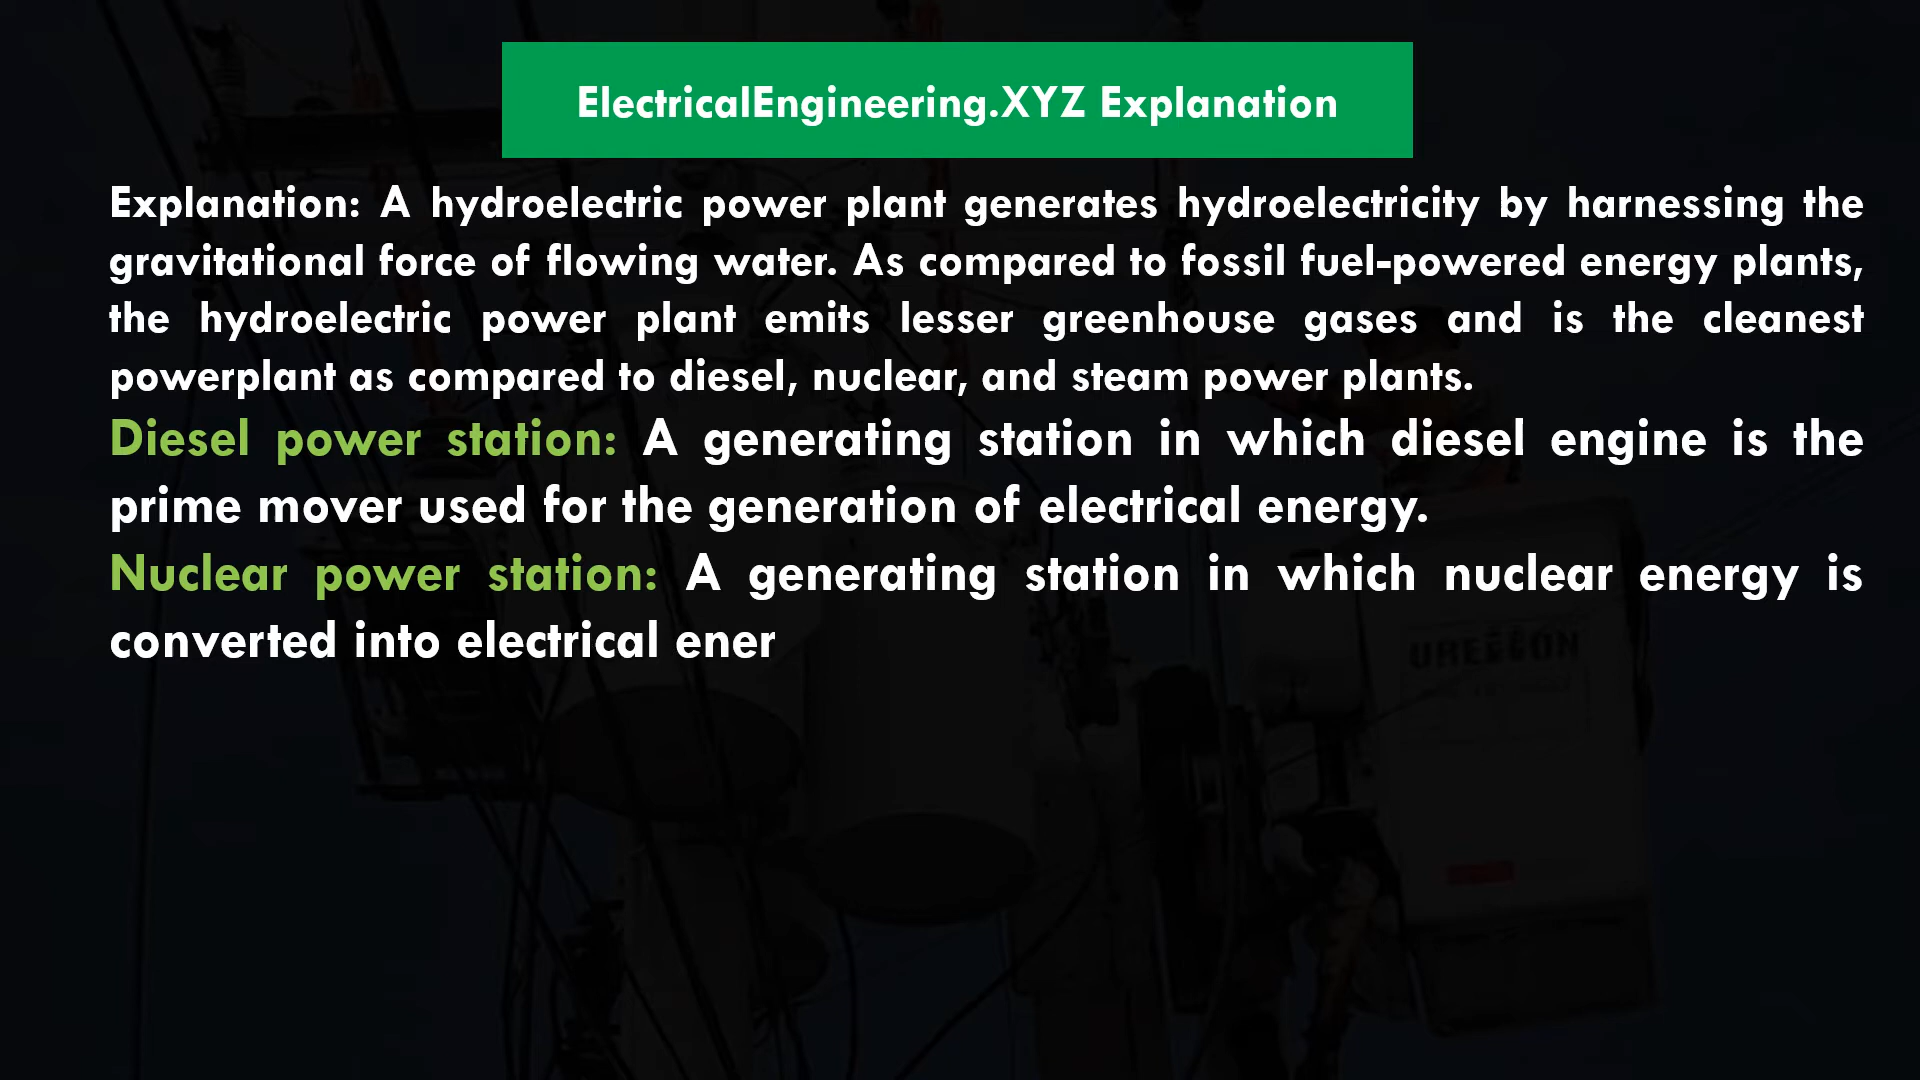 ElectricalEngineering.XYZ Explanation
Explanation: A hydroelectric power plant generates hydroelectricity by harnessing the
gravitational force of flowing water. As compared to fossil fuel-powered energy plants,
the hydroelectric power plant emits lesser greenhouse gases and is the cleanest
powerplant as compared to diesel, nuclear, and steam power plants.
Diesel power station: A generating station in which diesel engine is the
prime mover used for the generation of electrical energy.
Nuclear power station: A generating station in which nuclear energy is
converted into electrical ener